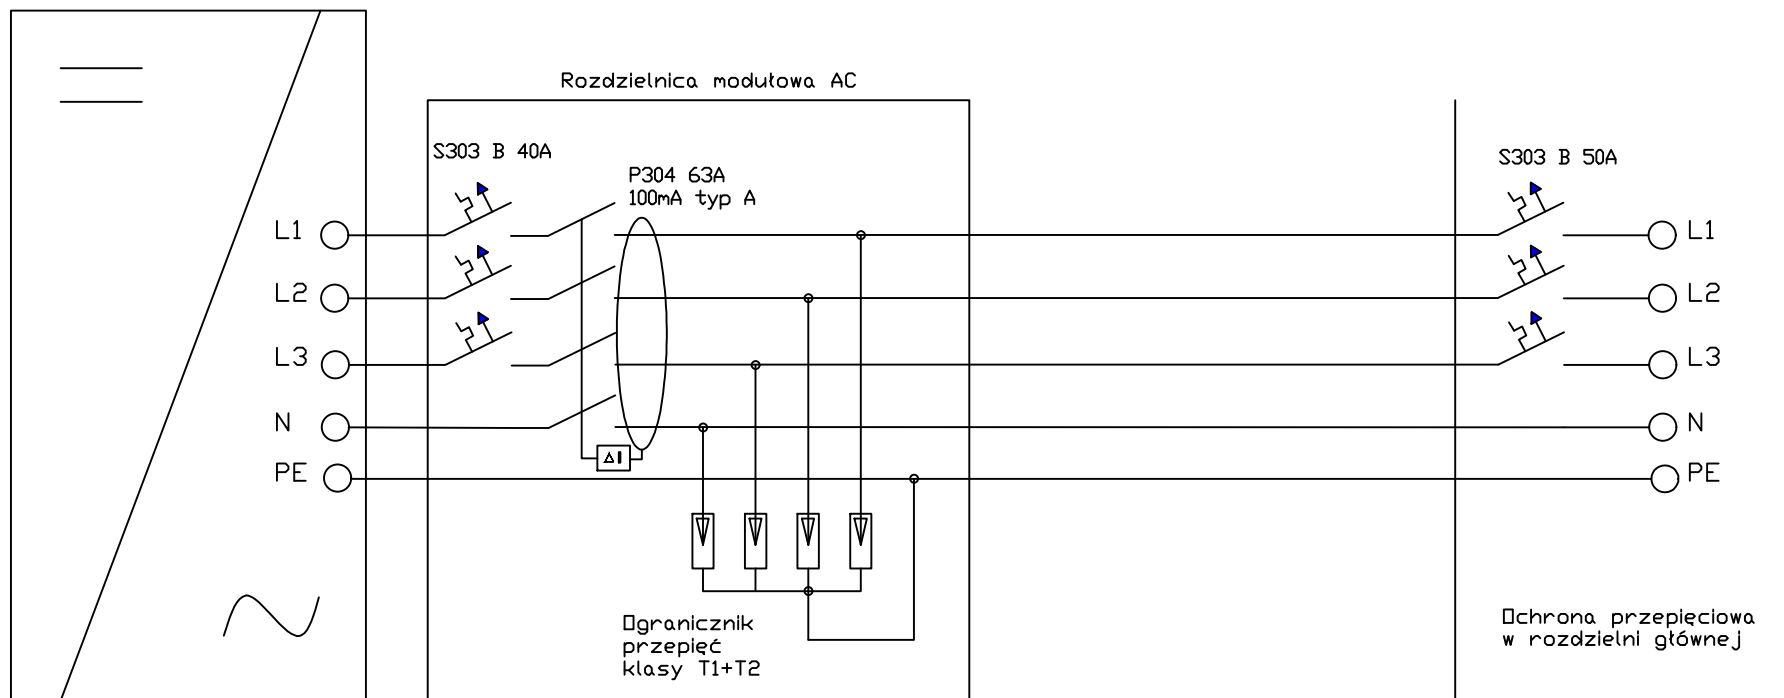 Rozdzielnica modułowa AC
S303 B 40A
P304 63A
100mA typ A
S303 B 50A
L1
L2
L3
N
PE
ΔI
L1
L2
L3
N
PE
Ogranicznik
przepięć
klasy T1+T2
Ochrona przepięciowa
w rozdzielni głównej